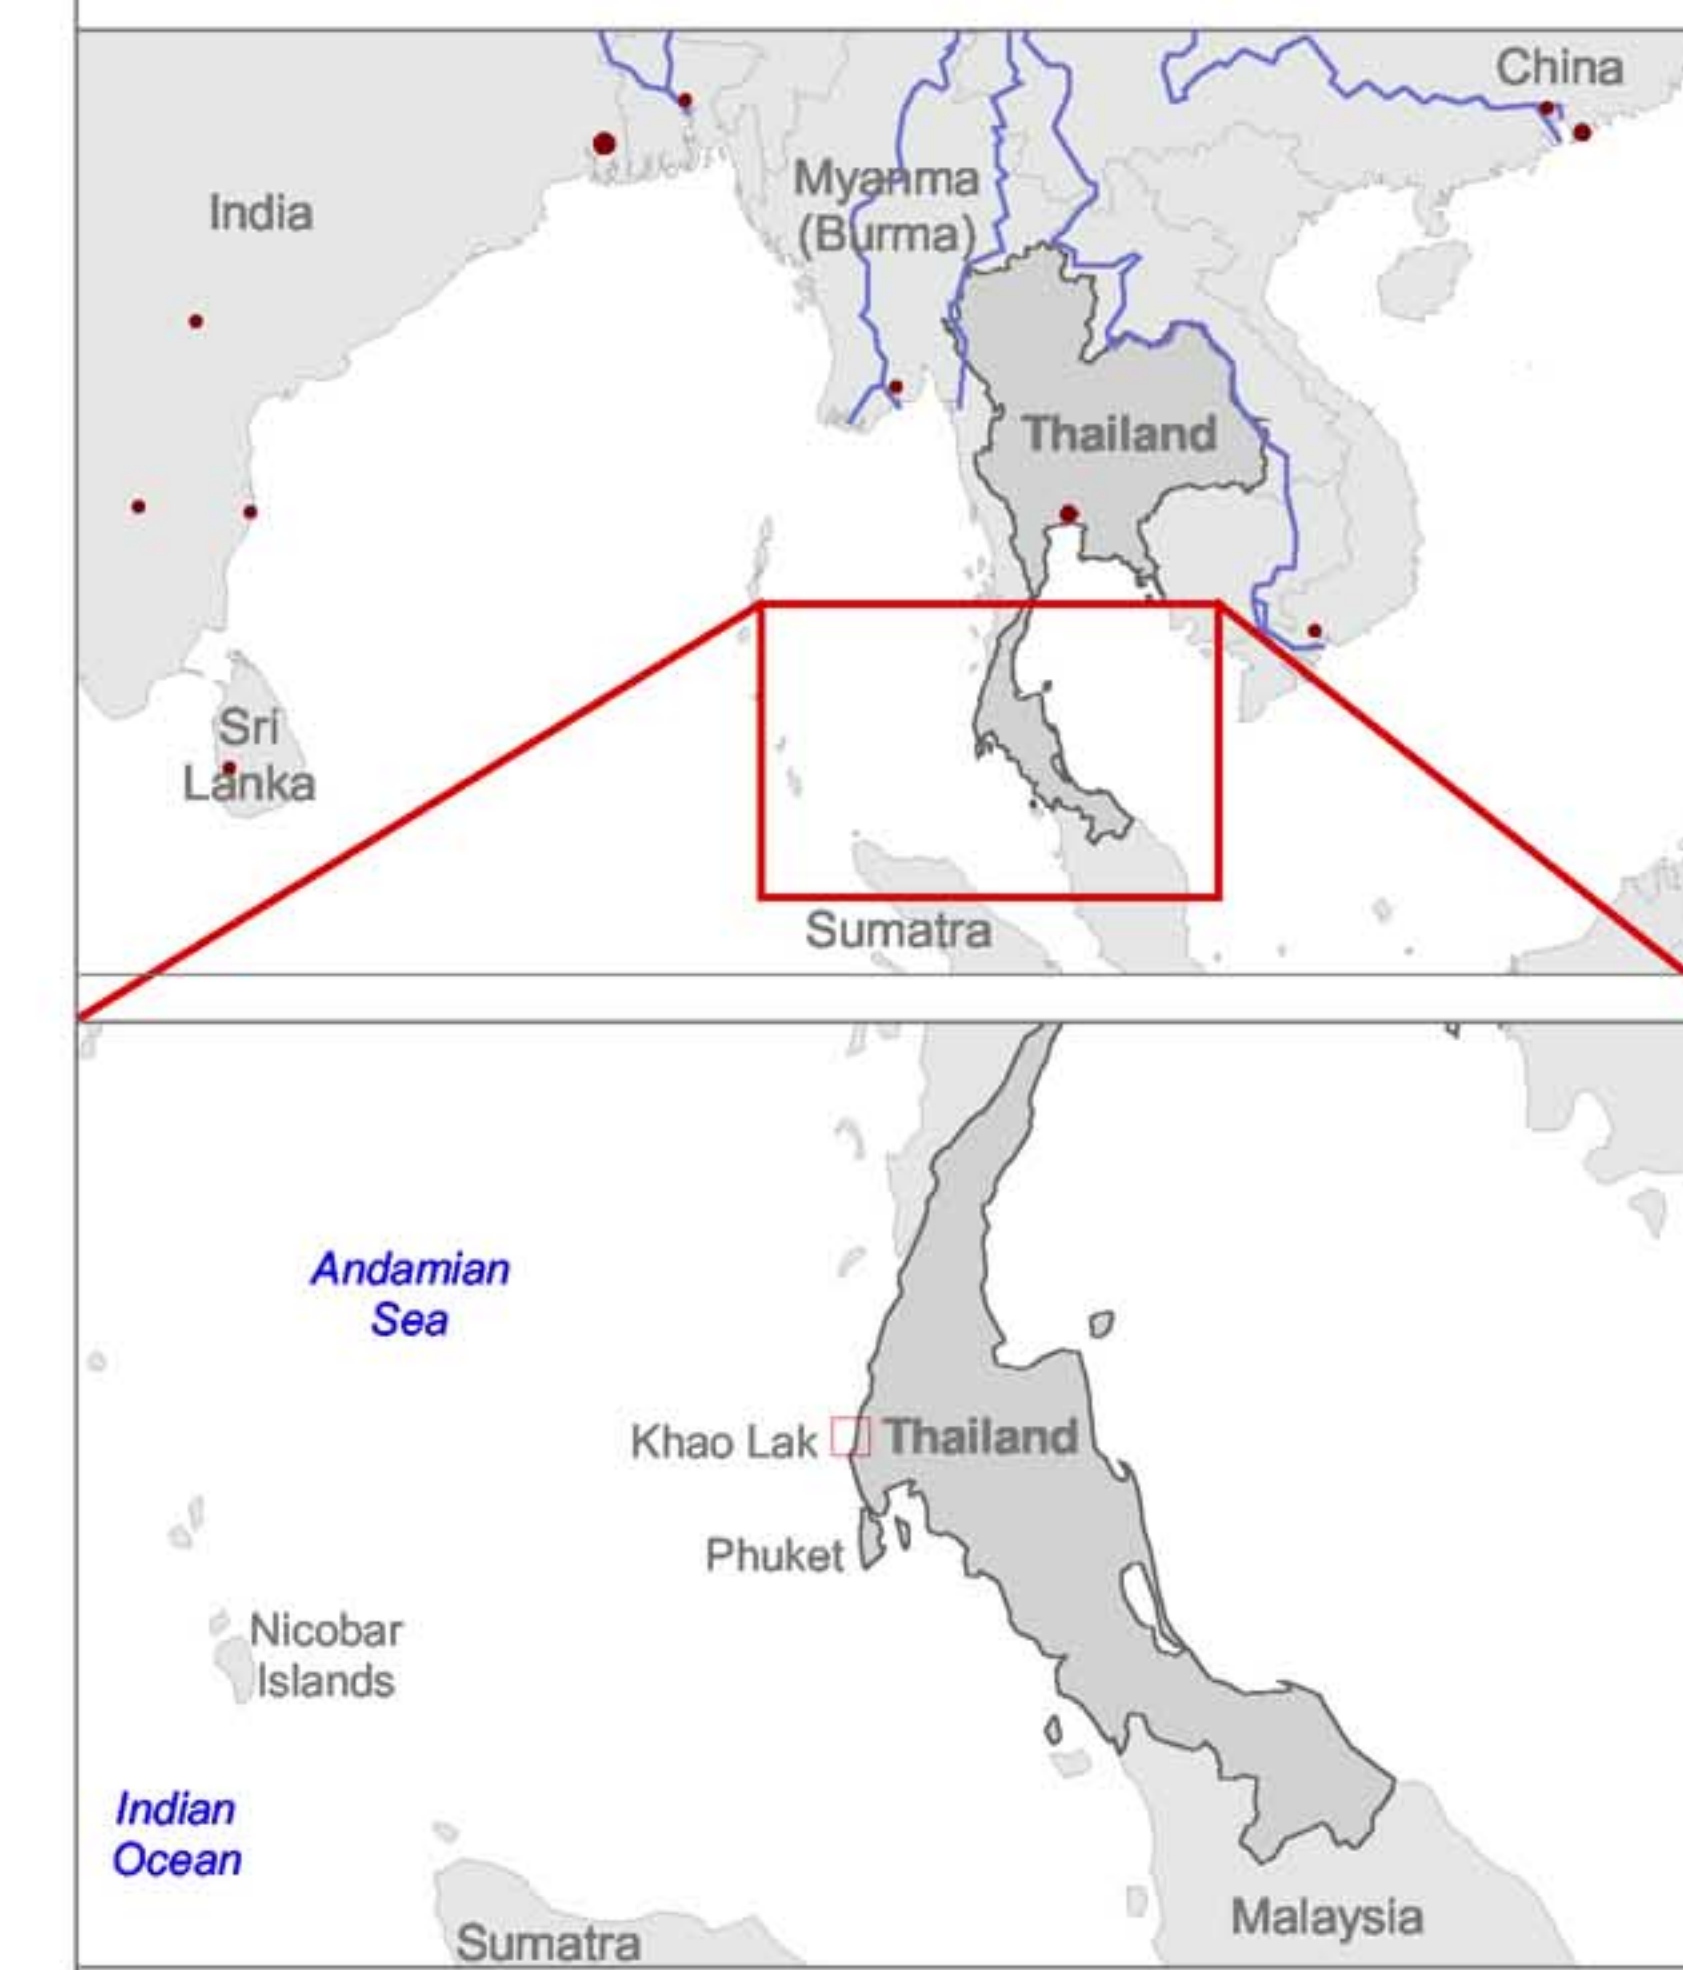 China
Myanma
(Burma)
India
Thailand
Sri
Lanka
Sumatra
Andamian
Sea
Khao Lak
Thailand
Phuket
Nicobar
Islands
Indian
Ocean
Malaysia
Sumatra